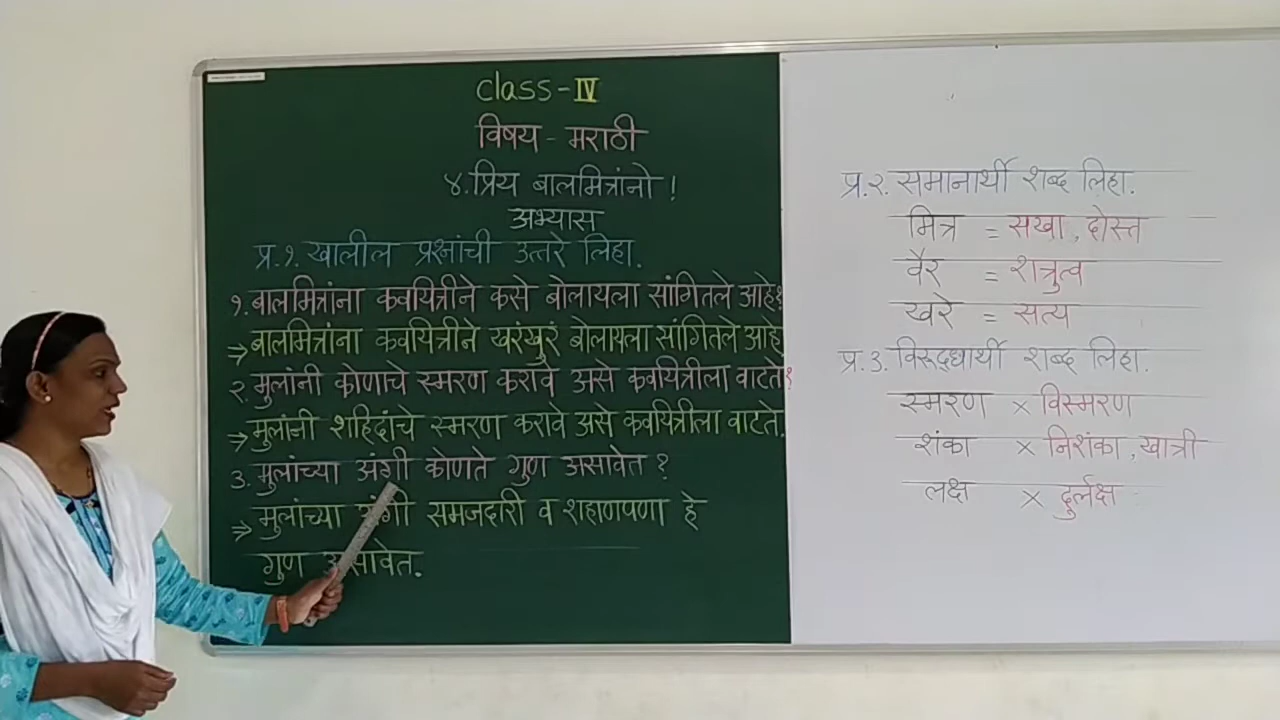 Class - IV
विषय - मराठी
४. प्रिय बालमित्रांनो !
अभ्यास
प्र.१. खालील प्रश्नांची उत्तरे लिहा.
१. बालमित्रांना कवयित्रीने कसे बोलायला सांगितले आहे?
⇒ बालमित्रांना कवयित्रीने खरंखुरं बोलायला सांगितले आहे
२. मुलांनी कोणाचे स्मरण करावे असे कवयित्रीला वाटते?
⇒ मुलांनी शहिदांचे स्मरण करावे असे कवयित्रीला वाटते.
३. मुलांच्या अंगी कोणते गुण असावेत ?
⇒ मुलांच्या अंगी समजदारी व शहाणपणा हे
गुण असावेत.
प्र.२. समानार्थी शब्द लिहा.
मित्र = सखा, दोस्त
वैर = शत्रुत्व
खरे = सत्य
प्र.३. विरूद्धार्थी शब्द लिहा.
स्मरण × विस्मरण
शंका × निशंका, खात्री
लक्ष × दुर्लक्ष